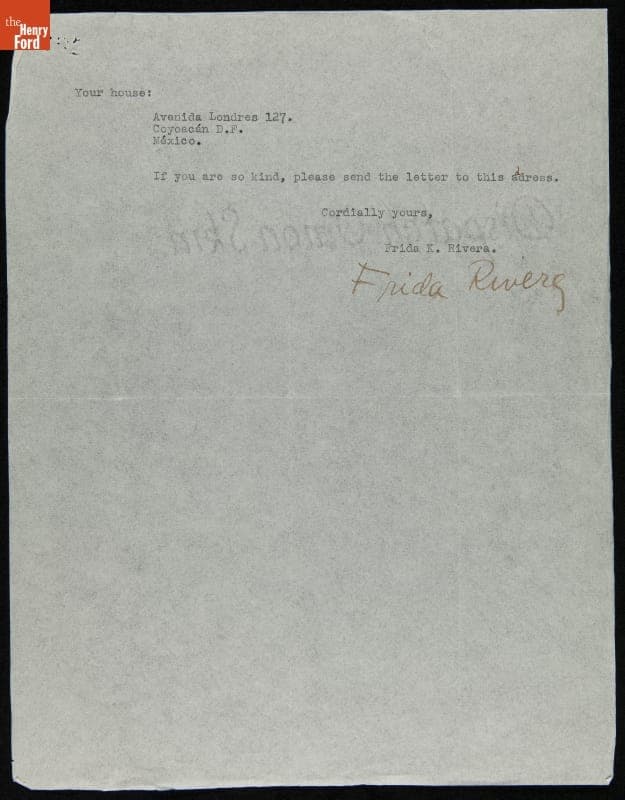 the
Henry
Ford
Your house:
Avenida Londres 127.
Coyoacán D.F.
México.
If you are so kind, please send the letter to this adress.
Cordially yours,
Frida K. Rivera.
Frida Rivera